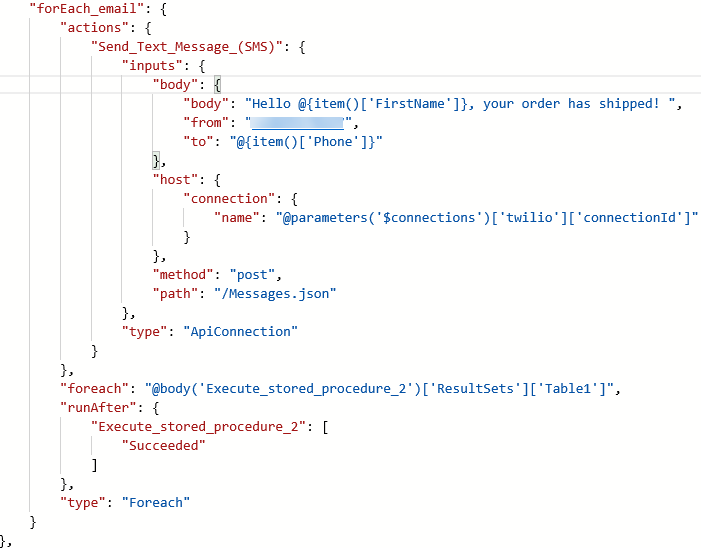 "forEach_email": {
"actions": {
"Send_Text_Message_(SMS)": {
"inputs": {
"body": {
"body": "Hello @{item()['FirstName']}, your order has shipped! ",
"from": "",
"to": "@{item()['Phone']}"
},
"host": {
"connection": {
"name": "@parameters('$connections')['twilio']['connectionId']"
}
},
"method": "post",
"path": "/Messages.json"
},
"type": "ApiConnection"
}
},
"foreach": "@body('Execute_stored_procedure_2')['ResultSets']['Table1']",
"runAfter": {
"Execute_stored_procedure_2": [
"Succeeded"
]
},
"type": "Foreach"
}
},